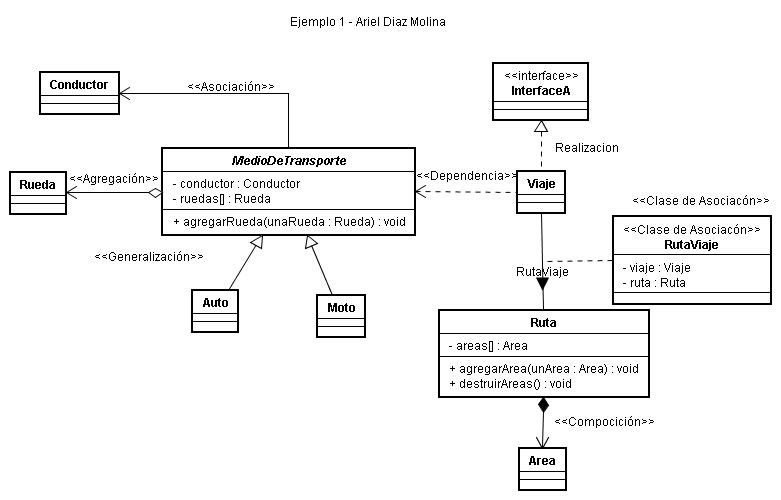 Ejemplo 1 - Ariel Diaz Molina
Conductor
<<Asociación>>
<<interface>>
InterfaceA
Realizacion
MedioDeTransporte
- conductor : Conductor
- ruedas[] : Rueda
+ agregarRueda(unaRueda : Rueda) : void
<<Agregación>>
Rueda
<<Dependencia>>
Viaje
<<Clase de Asociacón>>
<<Clase de Asociacón>>
RutaViaje
- viaje : Viaje
- ruta : Ruta
<<Generalización>>
RutaViaje
Auto
Moto
Ruta
- areas[] : Area
+ agregarArea(unArea : Area) : void
+ destruirAreas() : void
<<Compocición>>
Area